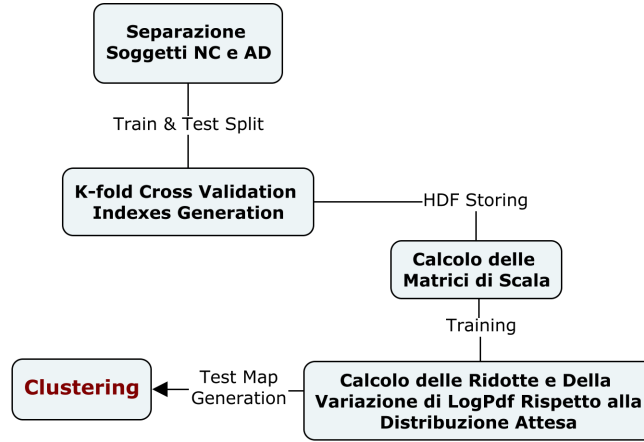 Separazione
Soggetti NC e AD
Train & Test Split
K-fold Cross Validation
Indexes Generation
HDF Storing
Calcolo delle
Matrici di Scala
Training
Calcolo delle Ridotte e Della
Variazione di LogPdf Rispetto alla
Distribuzione Attesa
Test Map
Generation
Clustering